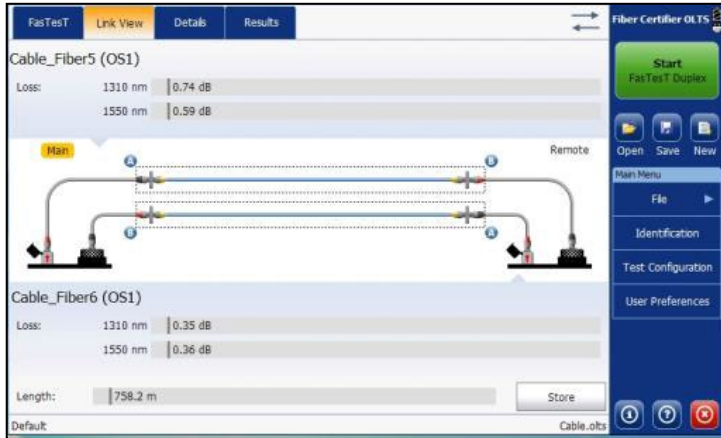 FasTesT Link View Details Results
Fiber Certifier OLTS
Cable_Fiber5 (OS1)
Loss: 1310 nm 0.74 dB
1550 nm 0.59 dB
Start
FasTesT Duplex
Open Save New
Main Menu
File
Identification
Test Configuration
User Preferences
Main Remote
A B
B A
Cable_Fiber6 (OS1)
Loss: 1310 nm 0.35 dB
1550 nm 0.36 dB
Length: 758.2 m
Store
Default Cable.olts